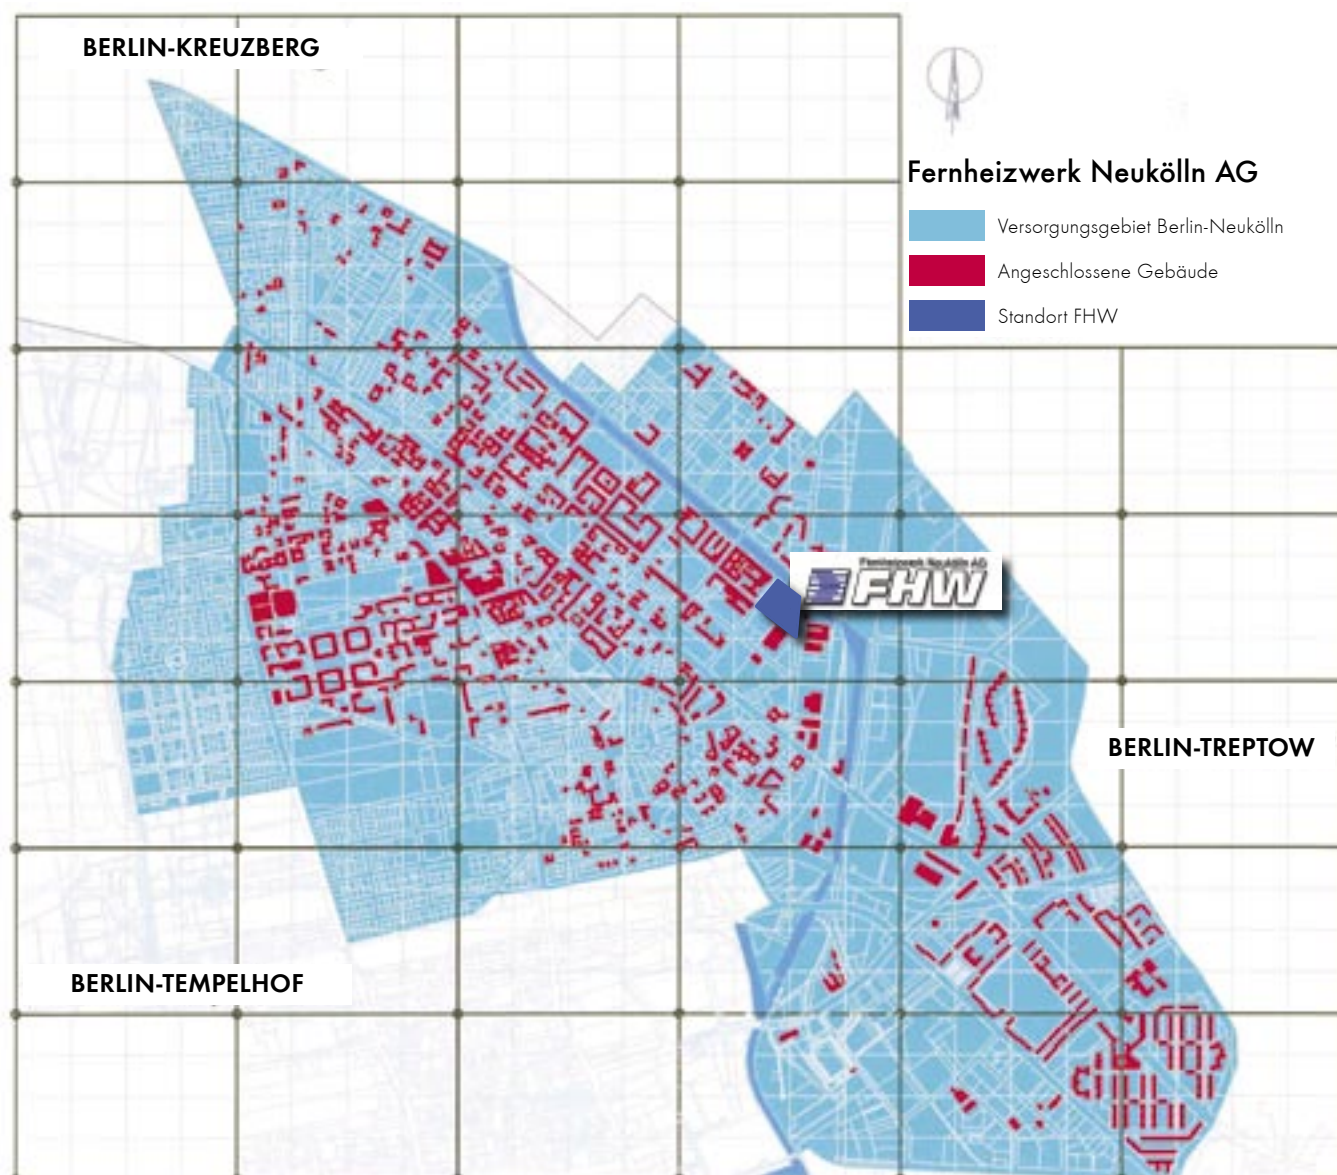 BERLIN-KREUZBERG
Fernheizwerk Neukölln AG
Versorgungsgebiet Berlin-Neukölln
Angeschlossene Gebäude
Standort FHW
Fernheizwerk Neukölln AG
FHW
BERLIN-TREPTOW
BERLIN-TEMPELHOF